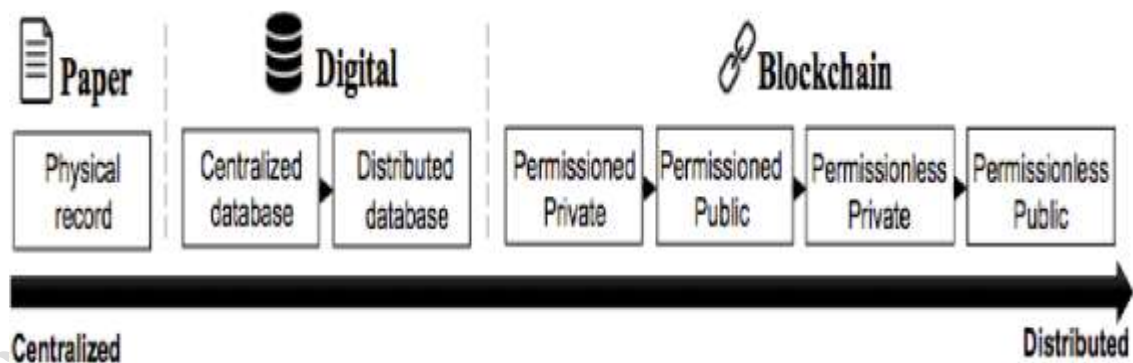 Paper
Digital
Blockchain
Physical
record
Centralized
database
Distributed
database
Permissioned
Private
Permissioned
Public
Permissionless
Private
Permissionless
Public
Centralized
Distributed